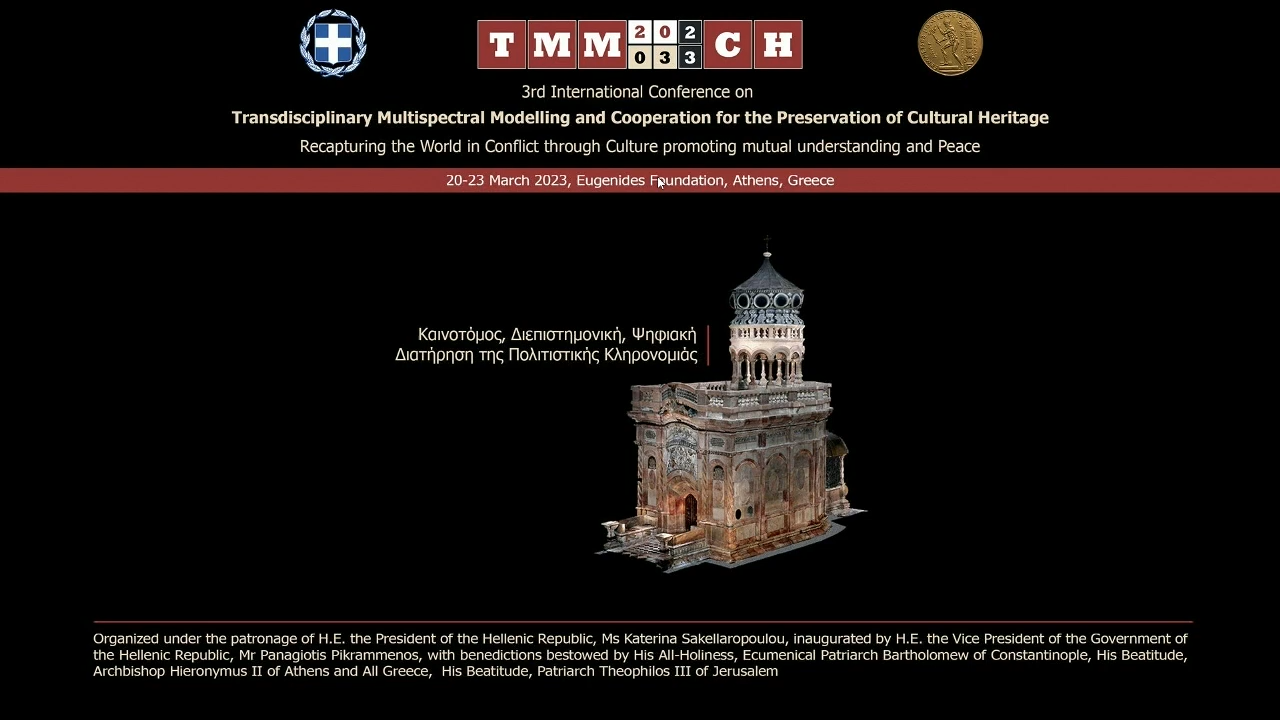 TMM 2023 CH
3rd International Conference on
Transdisciplinary Multispectral Modelling and Cooperation for the Preservation of Cultural Heritage
Recapturing the World in Conflict through Culture promoting mutual understanding and Peace
20-23 March 2023, Eugenides Foundation, Athens, Greece
Καινοτόμος, Διεπιστημονική, Ψηφιακή
Διατήρηση της Πολιτιστικής Κληρονομιάς
Organized under the patronage of H.E. the President of the Hellenic Republic, Ms Katerina Sakellaropoulou, inaugurated by H.E. the Vice President of the Government of
the Hellenic Republic, Mr Panagiotis Pikrammenos, with benedictions bestowed by His All-Holiness, Ecumenical Patriarch Bartholomew of Constantinople, His Beatitude,
Archbishop Hieronymus II of Athens and All Greece, His Beatitude, Patriarch Theophilos III of Jerusalem